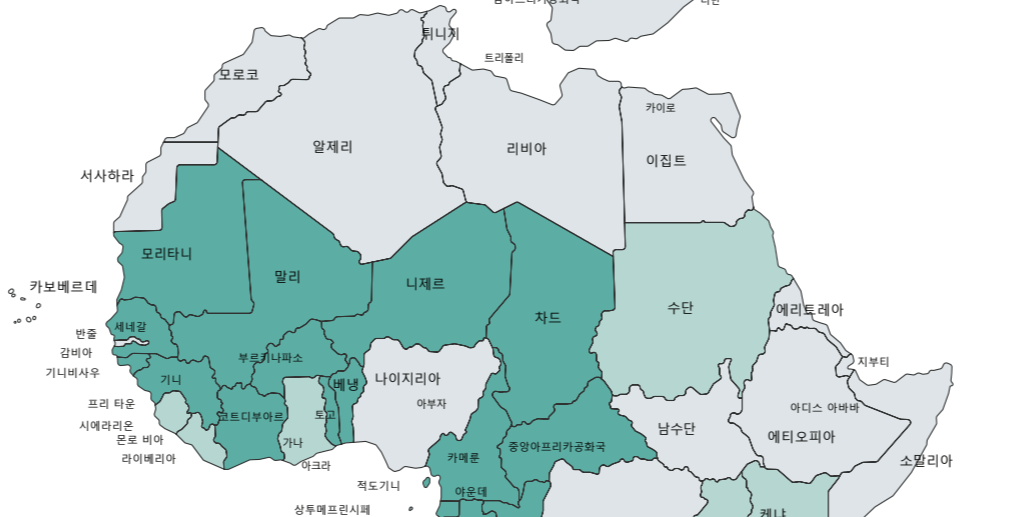 튀니지
트리폴리
모로코
카이로
알제리
리비아
이집트
서사하라
모리타니
말리
니제르
카보베르데
수단
에리트레아
차드
세네갈
반줄
감비아
부르키나파소
지부티
기니비사우
기니
베냉
나이지리아
프리 타운
아부자
아디스 아바바
코트디부아르
토고
시에라리온
남수단
에티오피아
몬로 비아
가나
중앙아프리카공화국
라이베리아
카메룬
소말리아
아크라
적도기니
야운데
상투메프린시페
케냐